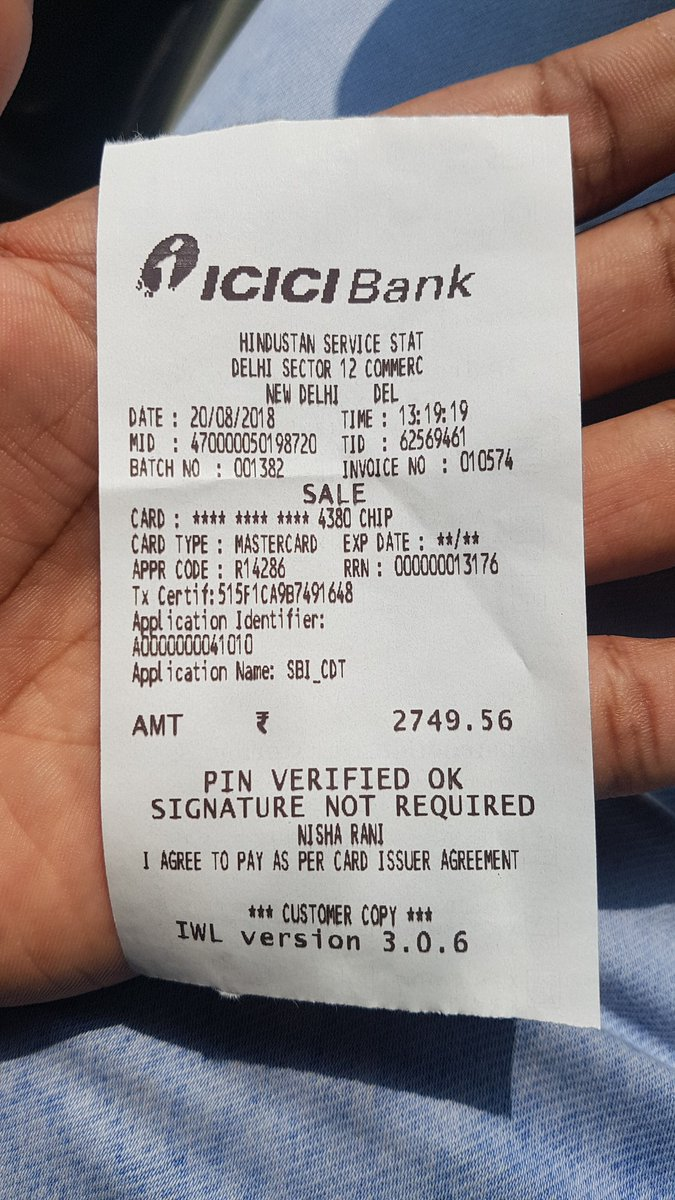 ICICI Bank
HINDUSTAN SERVICE STAT
DELHI SECTOR 12 COMMERC
NEW DELHI DEL
DATE : 20/08/2018 TIME : 13:19:19
MID : 470000050198720 TID : 62569461
BATCH NO : 001382 INVOICE NO : 010574
SALE
CARD : **** **** **** 4380 CHIP
CARD TYPE : MASTERCARD EXP DATE : **/**
APPR CODE : R14286 RRN : 000000013176
Tx Certif:515F1CA9B7491648
Application Identifier:
A0000000041010
Application Name: SBI_CDT
AMT ₹ 2749.56
PIN VERIFIED OK
SIGNATURE NOT REQUIRED
NISHA RANI
I AGREE TO PAY AS PER CARD ISSUER AGREEMENT
*** CUSTOMER COPY ***
IWL version 3.0.6